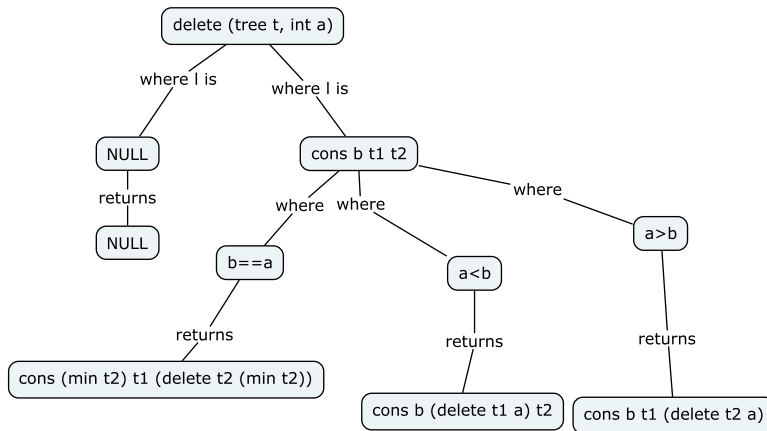 delete (tree t, int a)
where l is
where l is
NULL
cons b t1 t2
returns
where
where
where
NULL
b==a
a<b
a>b
returns
returns
returns
cons (min t2) t1 (delete t2 (min t2))
cons b (delete t1 a) t2
cons b t1 (delete t2 a)